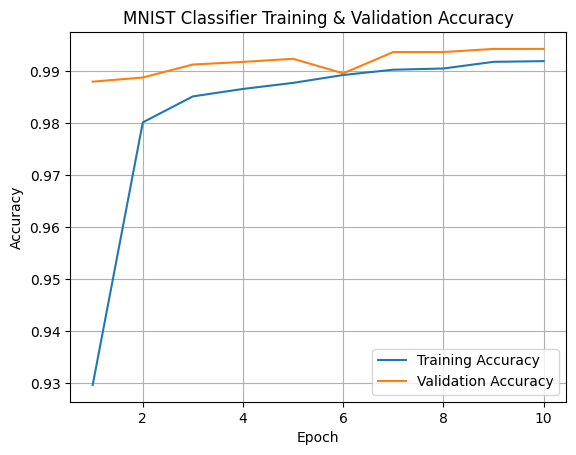 MNIST Classifier Training & Validation Accuracy
0.99
0.98
0.97
0.96
0.95
0.94
0.93
Accuracy
Training Accuracy
Validation Accuracy
2 4 6 8 10
Epoch